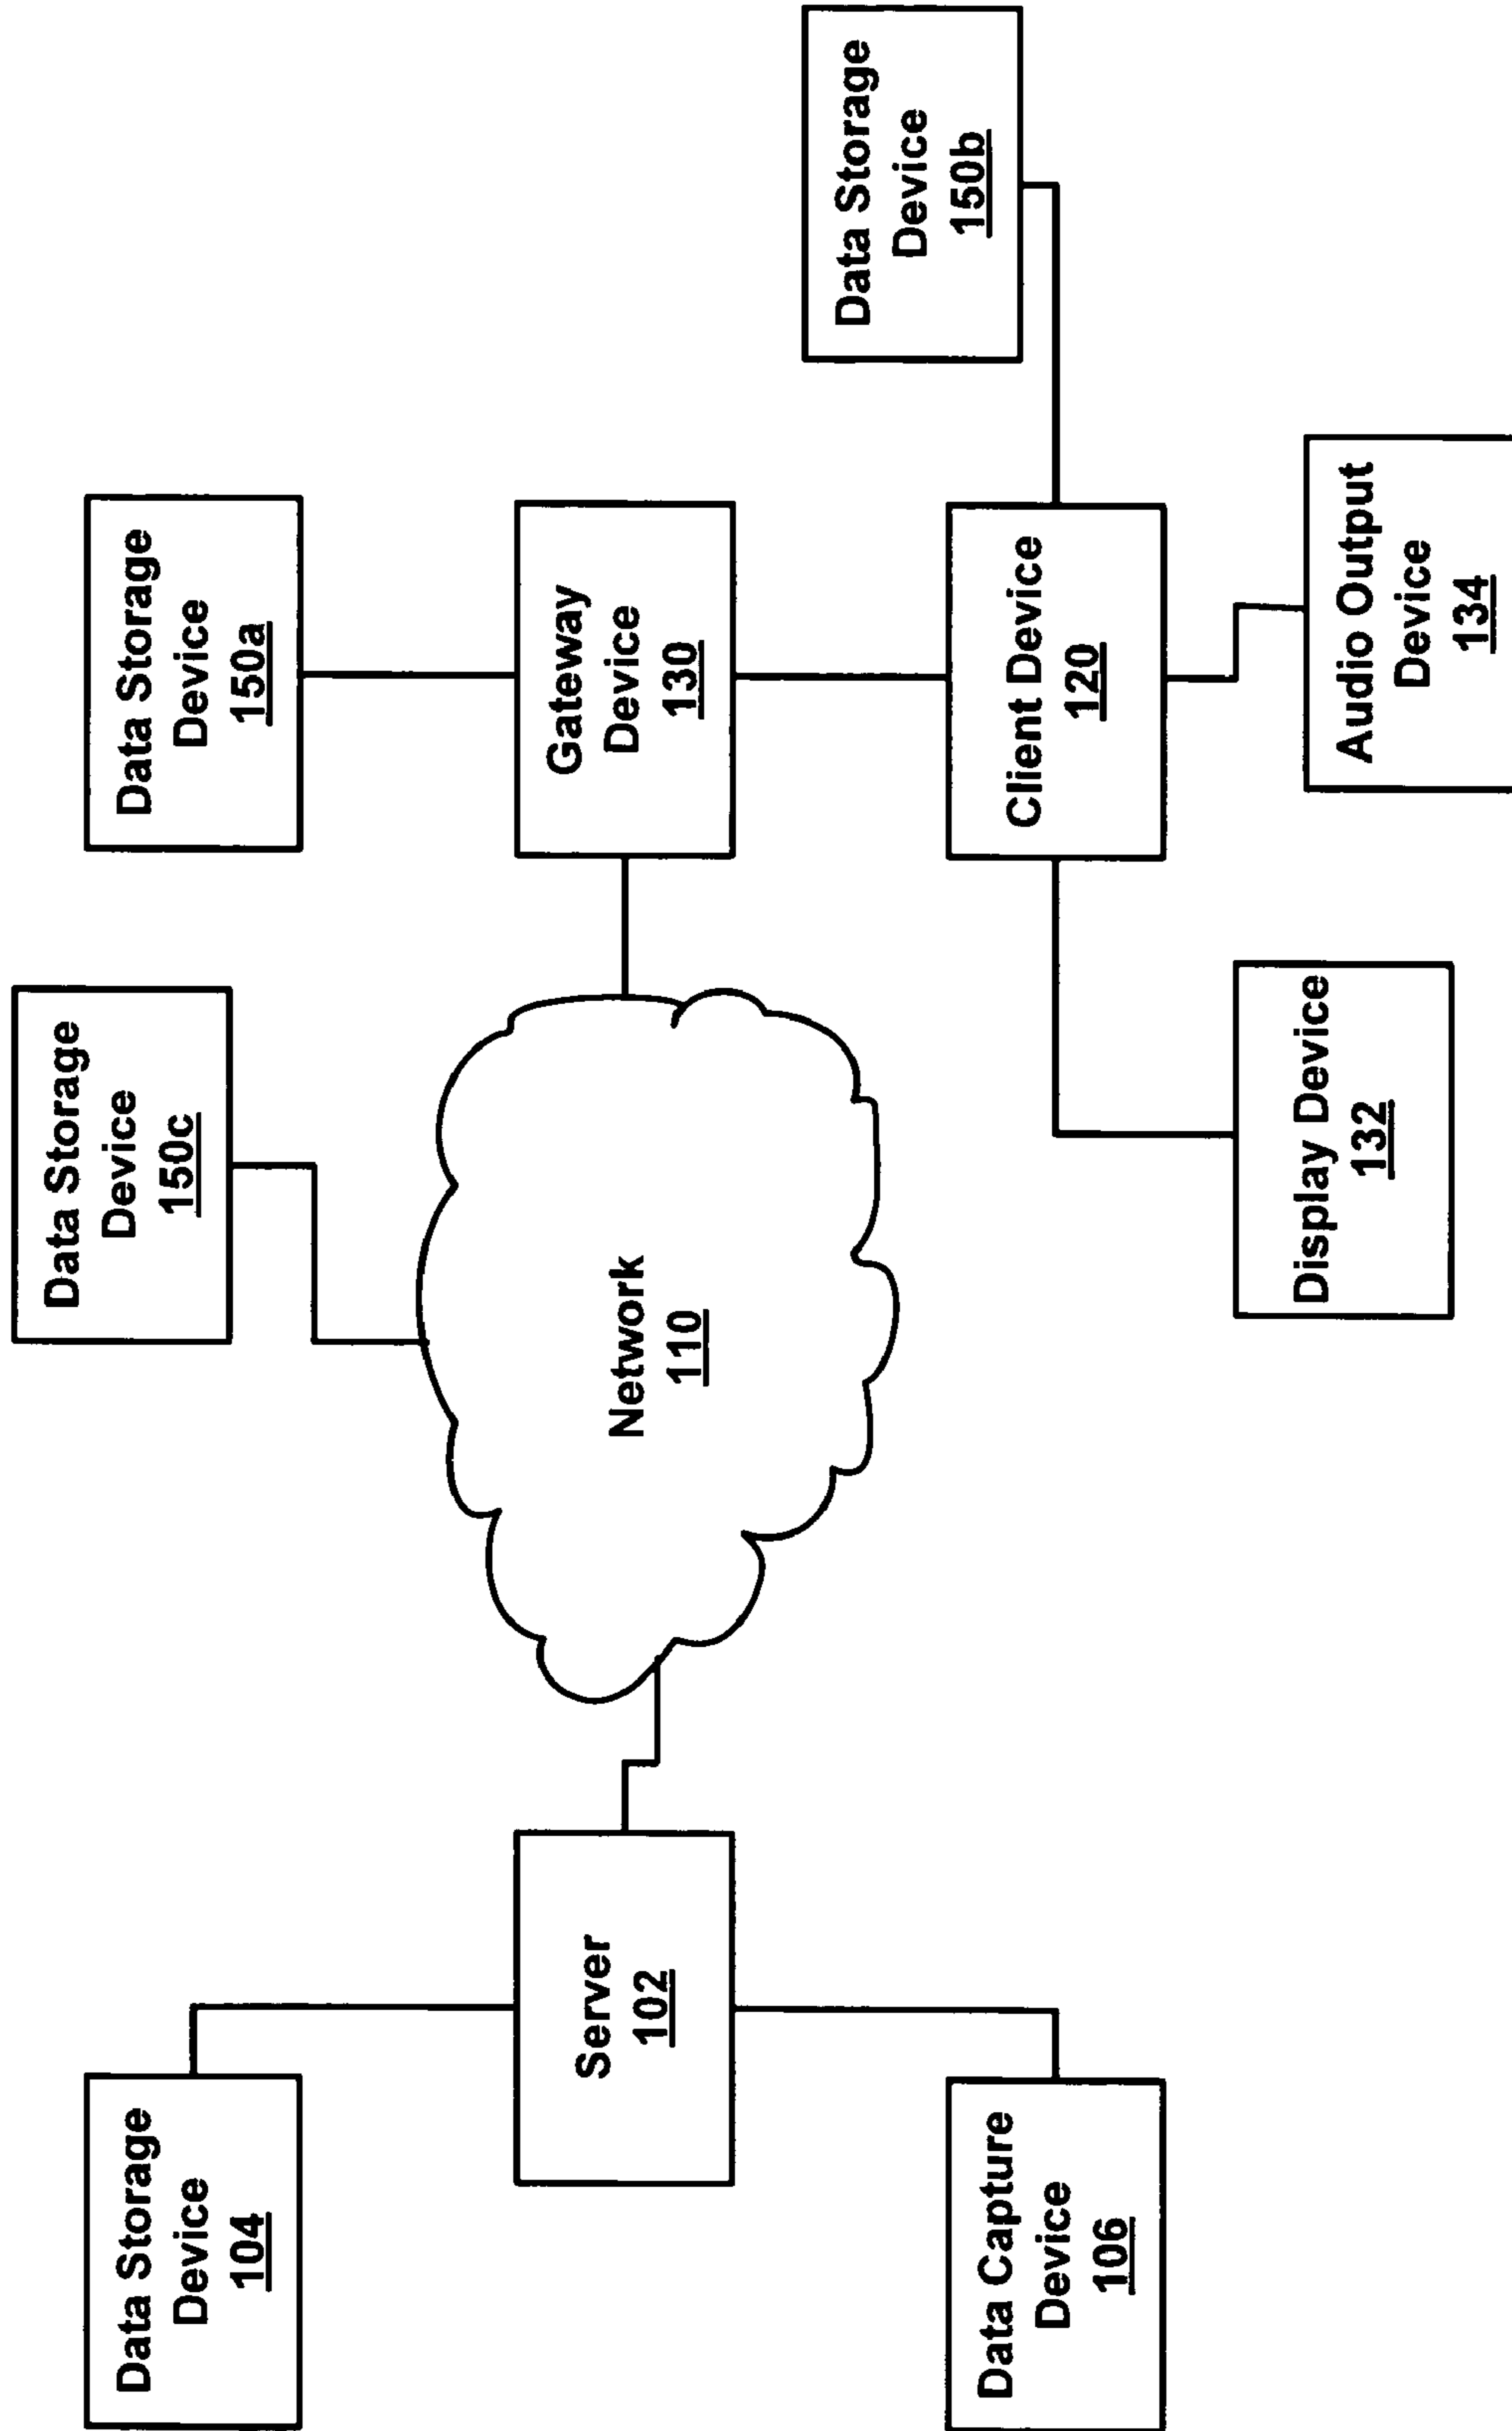 Data Storage
Device
104
Data Capture
Device
106
Server
102
Network
110
Data Storage
Device
150c
Data Storage
Device
150a
Gateway
Device
130
Client Device
120
Display Device
132
Audio Output
Device
134
Data Storage
Device
150b